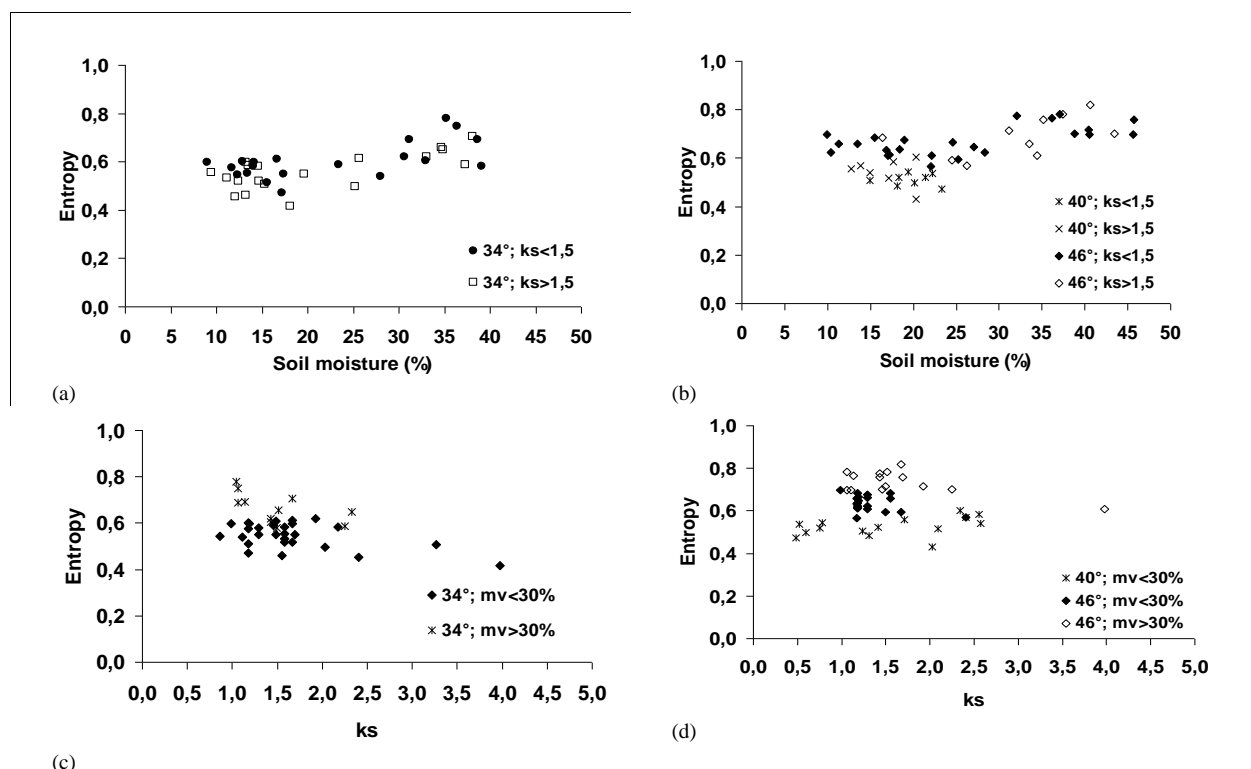 1,0
0,8
0,6
0,4
0,2
0,0
Entropy
34°; ks<1,5
34°; ks>1,5
0 5 10 15 20 25 30 35 40 45 50
Soil moisture (%)
(a)
1,0
0,8
0,6
0,4
0,2
0,0
Entropy
40°; ks<1,5
40°; ks>1,5
46°; ks<1,5
46°; ks>1,5
0 5 10 15 20 25 30 35 40 45 50
Soil moisture (%)
(b)
1,0
0,8
0,6
0,4
0,2
0,0
Entropy
34°; mv<30%
34°; mv>30%
0,0 0,5 1,0 1,5 2,0 2,5 3,0 3,5 4,0 4,5 5,0
ks
(c)
1,0
0,8
0,6
0,4
0,2
0,0
Entropy
40°; mv<30%
46°; mv<30%
46°; mv>30%
0,0 0,5 1,0 1,5 2,0 2,5 3,0 3,5 4,0 4,5 5,0
ks
(d)